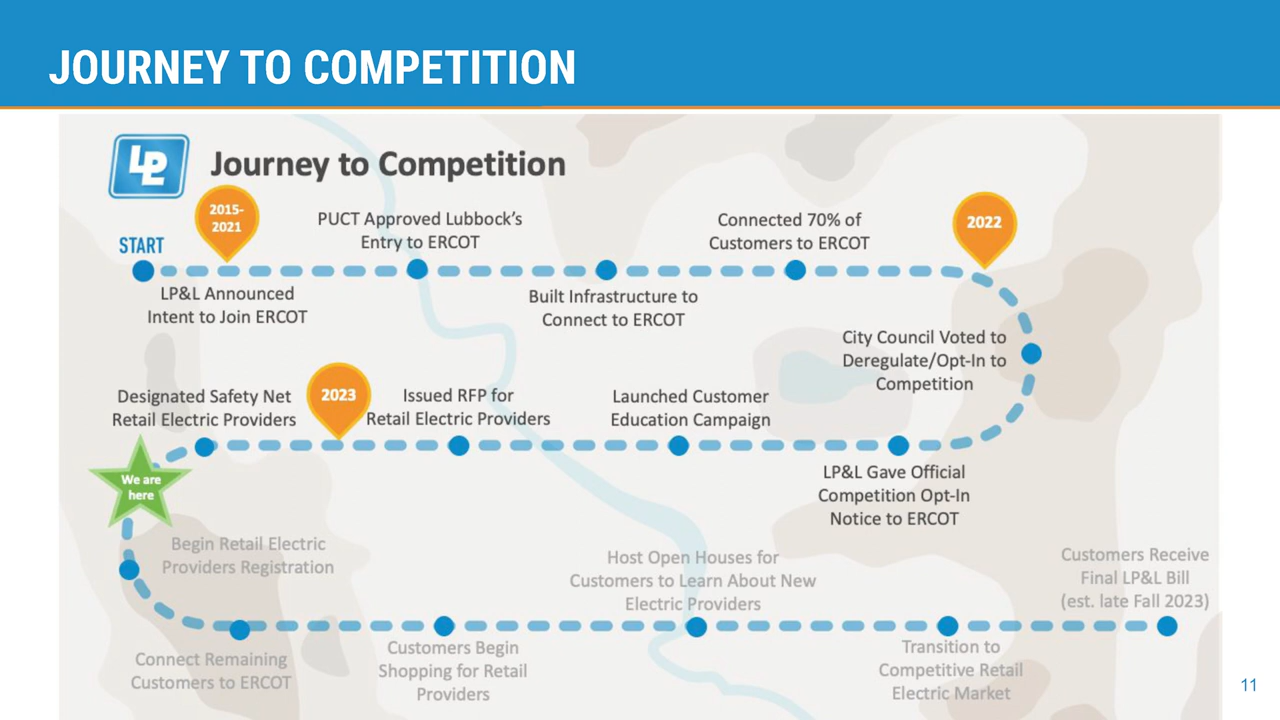 JOURNEY TO COMPETITION
LP&L
Journey to Competition
2015-
2021
START
PUCT Approved Lubbock's
Entry to ERCOT
Connected 70% of
Customers to ERCOT
2022
LP&L Announced
Intent to Join ERCOT
Built Infrastructure to
Connect to ERCOT
City Council Voted to
Deregulate/Opt-In to
Competition
Designated Safety Net
Retail Electric Providers
2023
Issued RFP for
Retail Electric Providers
Launched Customer
Education Campaign
LP&L Gave Official
Competition Opt-In
Notice to ERCOT
We are
here
Begin Retail Electric
Providers Registration
Host Open Houses for
Customers to Learn About New
Electric Providers
Customers Receive
Final LP&L Bill
(est. late Fall 2023)
Connect Remaining
Customers to ERCOT
Customers Begin
Shopping for Retail
Providers
Transition to
Competitive Retail
Electric Market
11